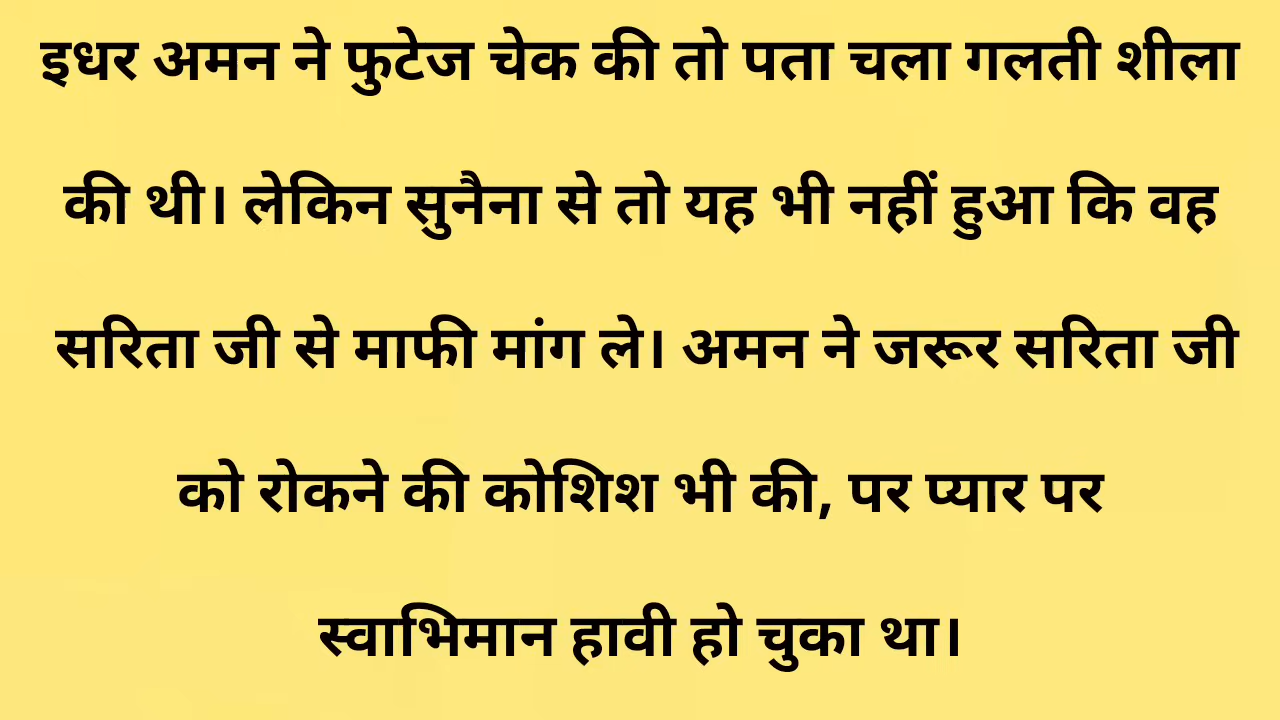 इधर अमन ने फुटेज चेक की तो पता चला गलती शीला
की थी। लेकिन सुनैना से तो यह भी नहीं हुआ कि वह
सरिता जी से माफी मांग ले। अमन ने जरूर सरिता जी
को रोकने की कोशिश भी की, पर प्यार पर
स्वाभिमान हावी हो चुका था।